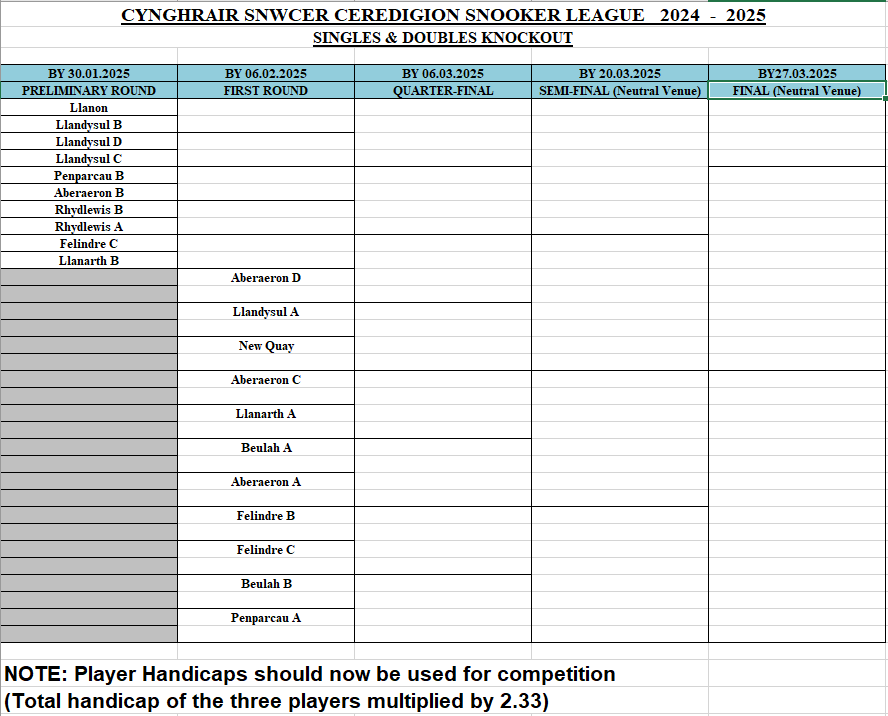 CYNGHRAIR SNWCER CEREDIGION SNOOKER LEAGUE 2024 - 2025
SINGLES & DOUBLES KNOCKOUT
BY 30.01.2025 BY 06.02.2025 BY 06.03.2025 BY 20.03.2025 BY27.03.2025
PRELIMINARY ROUND FIRST ROUND QUARTER-FINAL SEMI-FINAL (Neutral Venue) FINAL (Neutral Venue)
Llanon
Llandysul B
Llandysul D
Llandysul C
Penparcau B
Aberaeron B
Rhydlewis B
Rhydlewis A
Felindre C
Llanarth B
Aberaeron D
Llandysul A
New Quay
Aberaeron C
Llanarth A
Beulah A
Aberaeron A
Felindre B
Felindre C
Beulah B
Penparcau A
NOTE: Player Handicaps should now be used for competition
(Total handicap of the three players multiplied by 2.33)